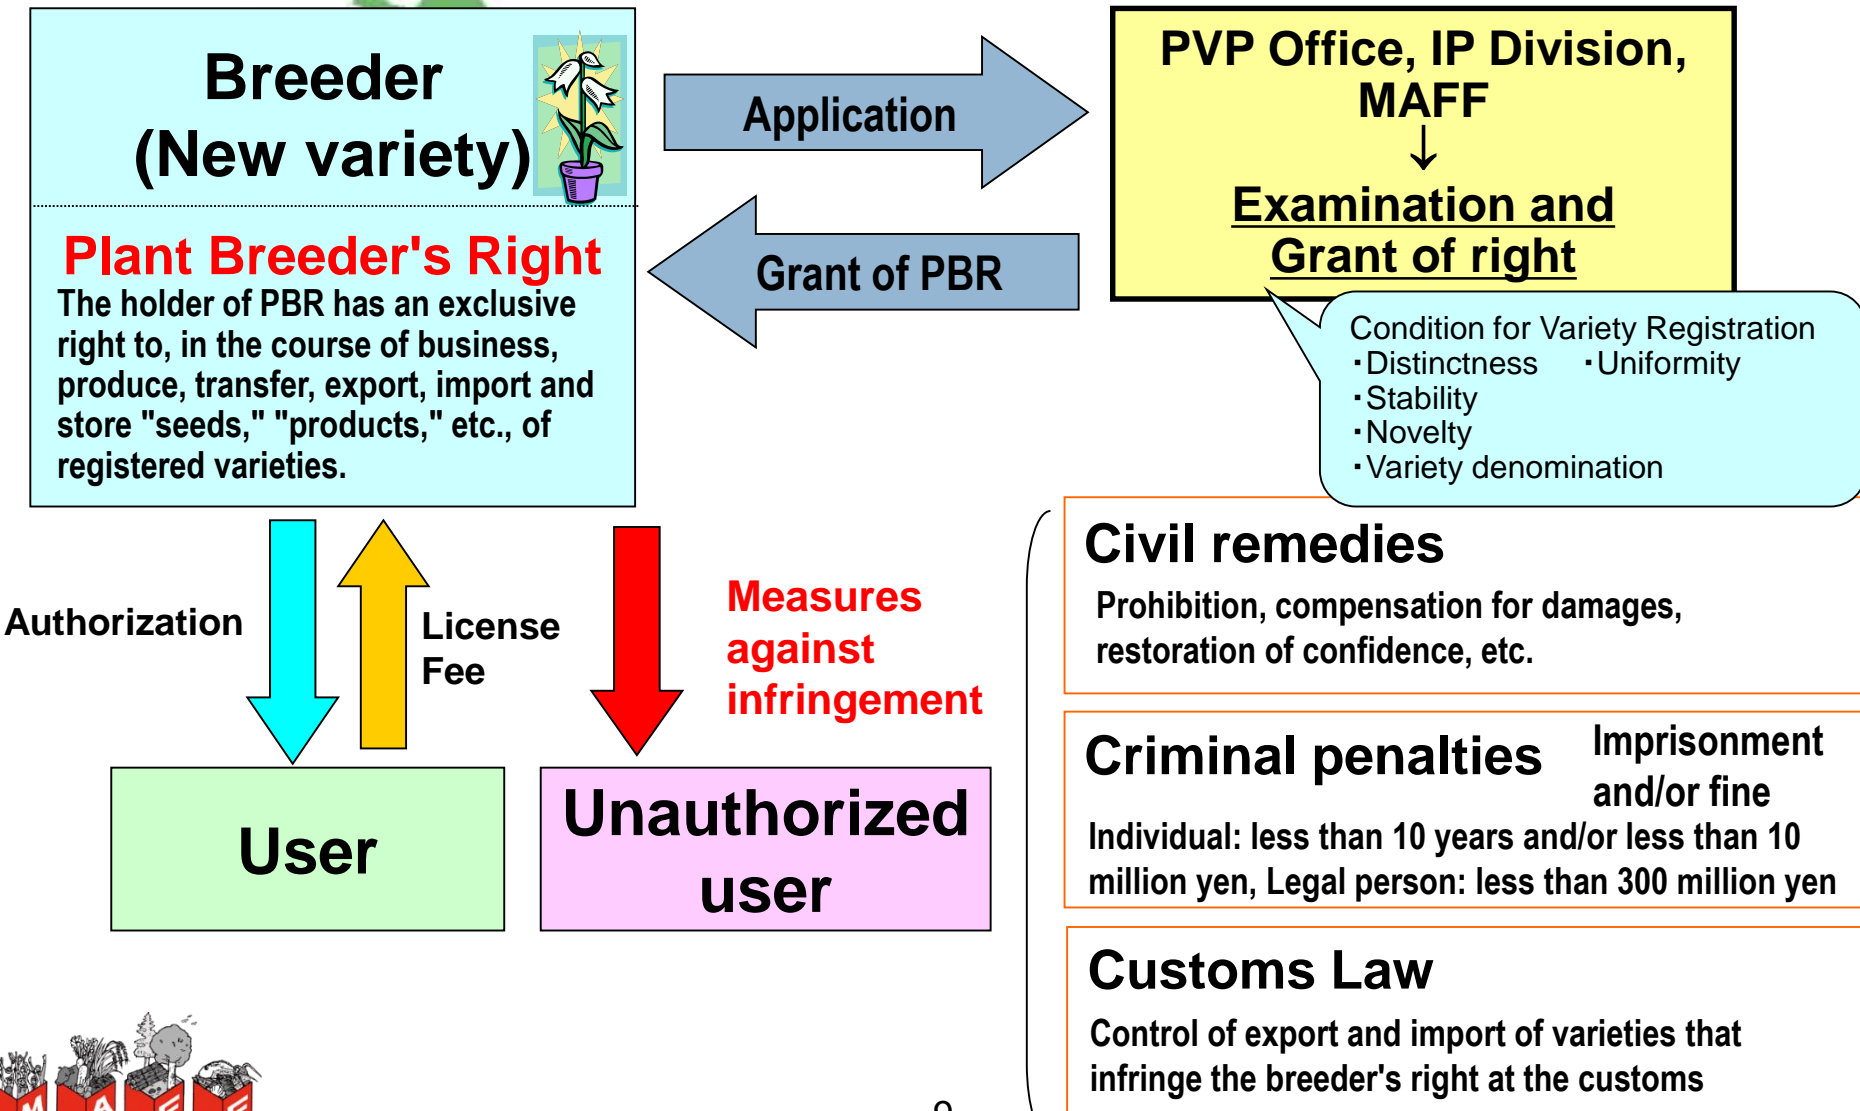 Breeder
(New variety)
Plant Breeder's Right
The holder of PBR has an exclusive
right to, in the course of business,
produce, transfer, export, import and
store "seeds," "products," etc., of
registered varieties.
Application
Grant of PBR
PVP Office, IP Division,
MAFF
↓
Examination and
Grant of right
Condition for Variety Registration
・Distinctness ・Uniformity
・Stability
・Novelty
・Variety denomination
Authorization
License
Fee
Measures
against
infringement
User
Unauthorized
user
Civil remedies
Prohibition, compensation for damages,
restoration of confidence, etc.
Criminal penalties
Imprisonment
and/or fine
Individual: less than 10 years and/or less than 10
million yen, Legal person: less than 300 million yen
Customs Law
Control of export and import of varieties that
infringe the breeder's right at the customs
M A F F